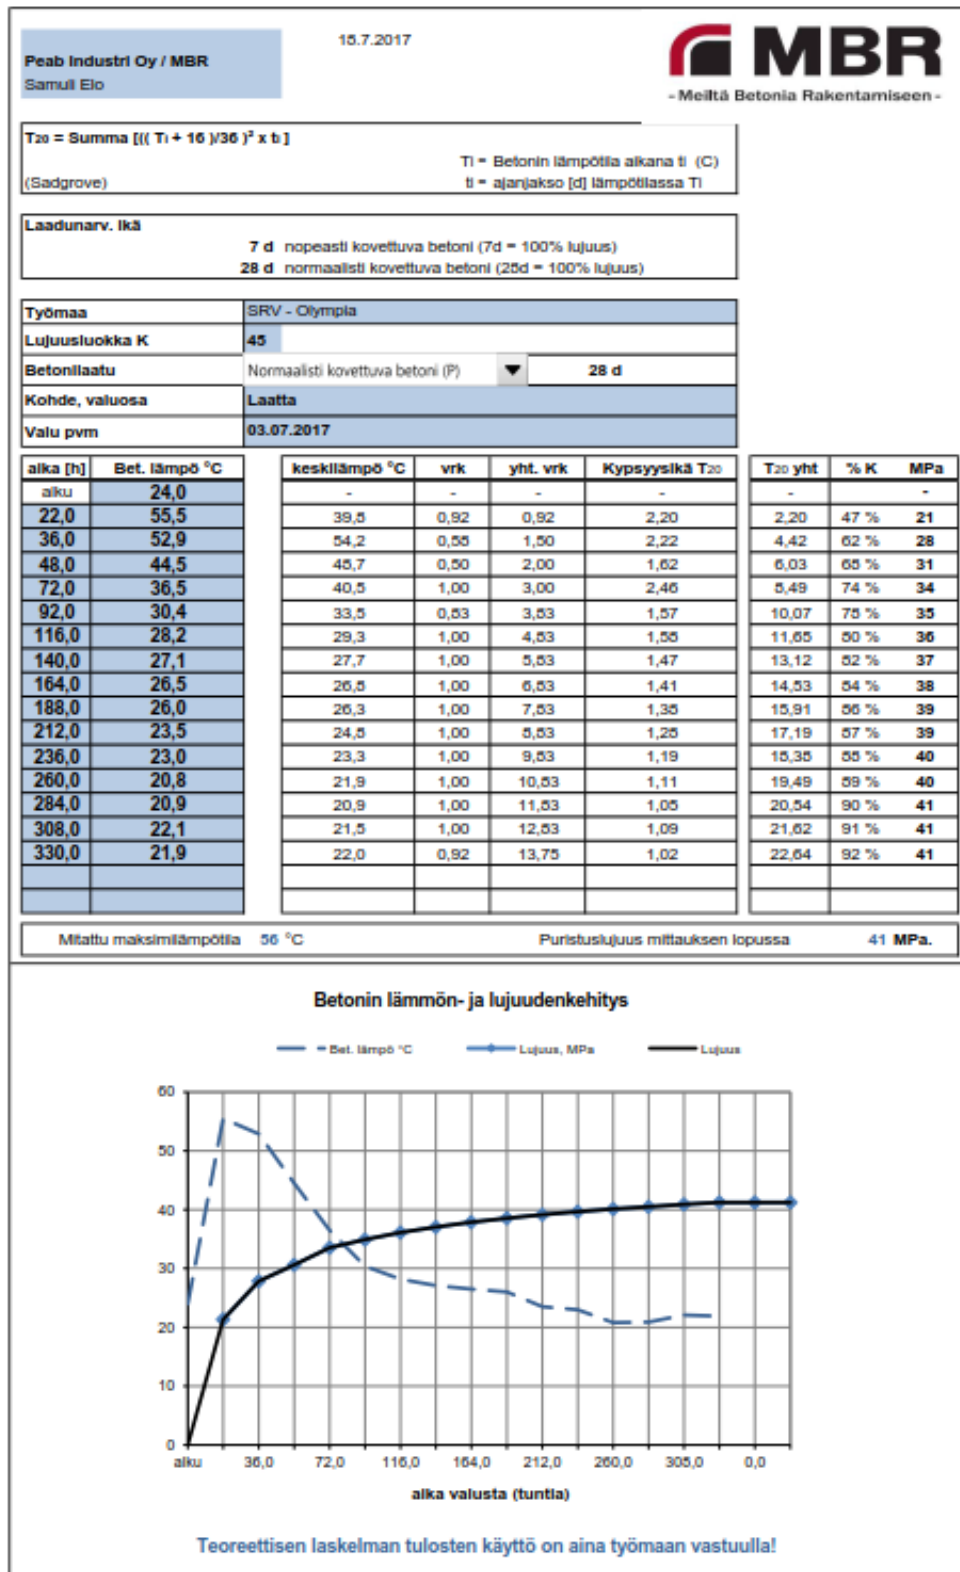 18.7.2017
Peab Industri Oy / MBR
Samuli Elo
MBR
- Meiltä Betonia Rakentamiseen -
T20 = Summa [(( Ti + 16 )/36 )² x ti ]
Ti = Betonin lämpötila aikana ti (C)
(Sadgrove) ti = ajanjakso [d] lämpötilassa Ti
Laadunarv. ikä
7 d nopeasti kovettuva betoni (7d = 100% lujuus)
28 d normaalisti kovettuva betoni (28d = 100% lujuus)
Työmaa SRV - Olympia
Lujuusluokka K 45
Betonilaatu Normaalisti kovettuva betoni (P) 28 d
Kohde, valuosa Laatta
Valu pvm 03.07.2017
aika [h] Bet. lämpö °C keskilämpö °C vrk yht. vrk Kypsyysikä T20 T20 yht % K MPa
alku 24,0 - - - - - -
22,0 55,5 39,8 0,92 0,92 2,20 2,20 47 % 21
36,0 52,9 54,2 0,58 1,50 2,22 4,42 62 % 28
48,0 44,5 48,7 0,50 2,00 1,62 6,03 68 % 31
72,0 36,5 40,5 1,00 3,00 2,46 8,49 74 % 34
92,0 30,4 33,5 0,83 3,83 1,57 10,07 78 % 35
116,0 28,2 29,3 1,00 4,83 1,58 11,65 80 % 36
140,0 27,1 27,7 1,00 5,83 1,47 13,12 82 % 37
164,0 26,5 26,8 1,00 6,83 1,41 14,53 84 % 38
188,0 26,0 26,3 1,00 7,83 1,38 15,91 86 % 39
212,0 23,5 24,8 1,00 8,83 1,28 17,19 87 % 39
236,0 23,0 23,3 1,00 9,83 1,19 18,38 88 % 40
260,0 20,8 21,9 1,00 10,83 1,11 19,49 89 % 40
284,0 20,9 20,9 1,00 11,83 1,05 20,54 90 % 41
308,0 22,1 21,5 1,00 12,83 1,09 21,62 91 % 41
330,0 21,9 22,0 0,92 13,75 1,02 22,64 92 % 41
Mitattu maksimilämpötila 56 °C Puristuslujuus mittauksen lopussa 41 MPa.
Betonin lämmön- ja lujuudenkehitys
Bet. lämpö °C Lujuus, MPa Lujuus
60
50
40
30
20
10
0
alku 36,0 72,0 116,0 164,0 212,0 260,0 308,0 0,0
aika valusta (tuntia)
Teoreettisen laskelman tulosten käyttö on aina työmaan vastuulla!